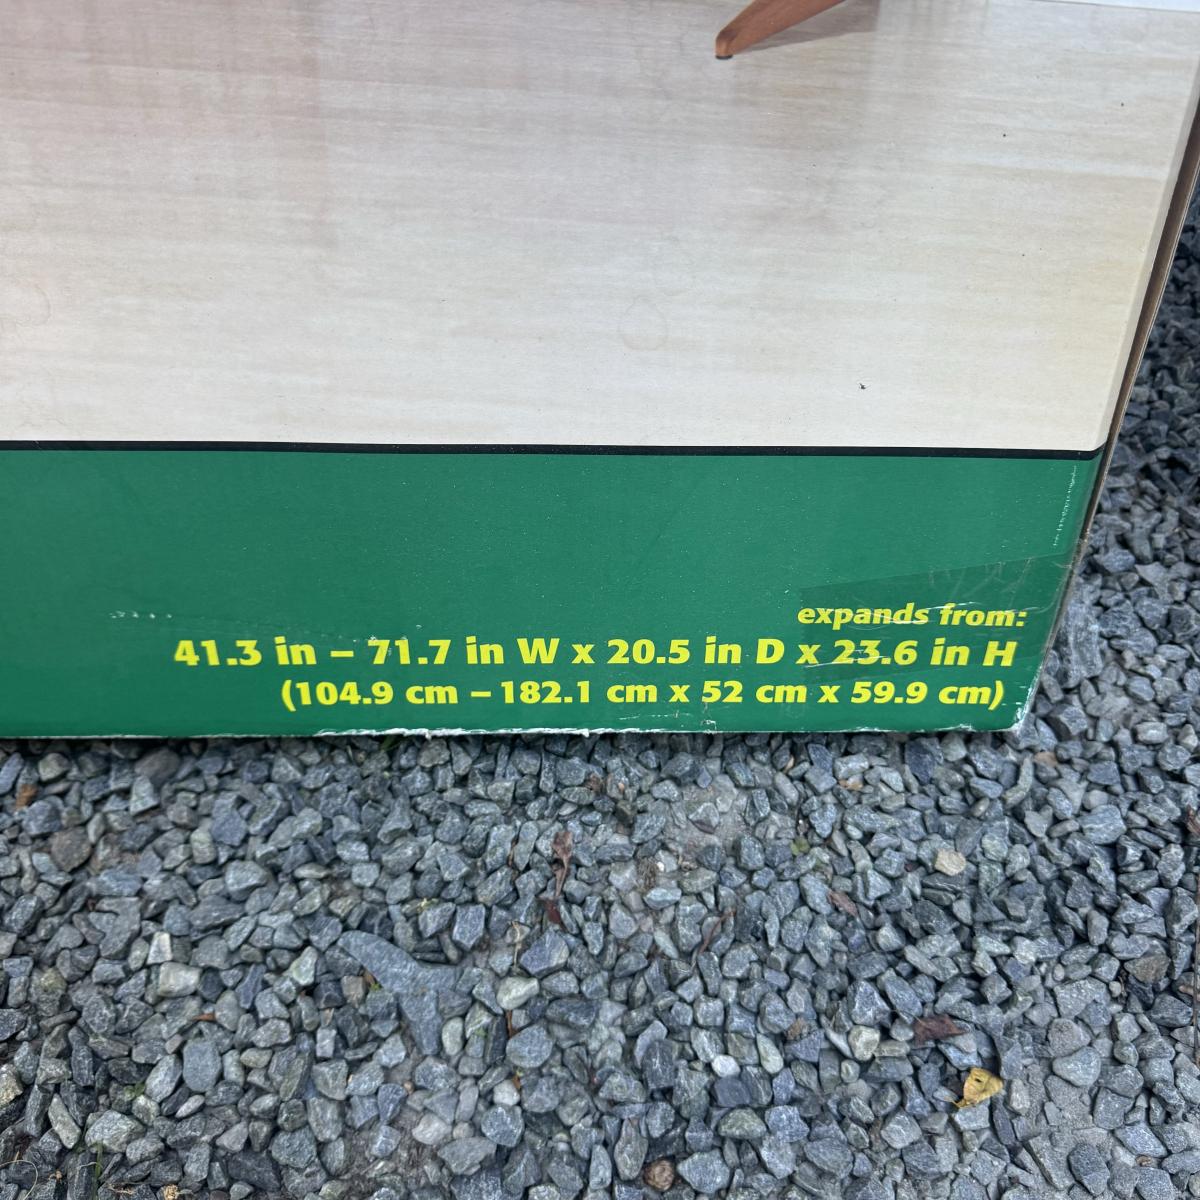 expands from:
41.3 in – 71.7 in W x 20.5 in D x 23.6 in H
(104.9 cm – 182.1 cm x 52 cm x 59.9 cm)